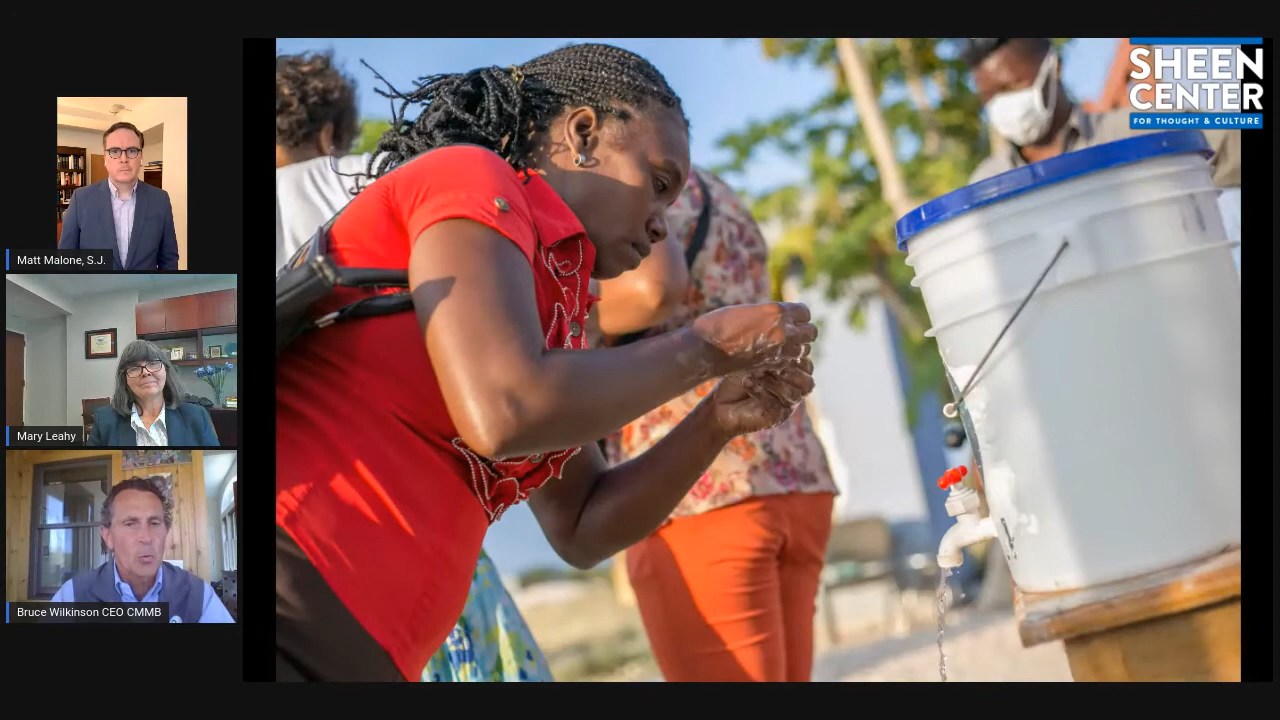 SHEEN
CENTER
FOR THOUGHT & CULTURE
Matt Malone, S.J.
Mary Leahy
Bruce Wilkinson CEO CMMB